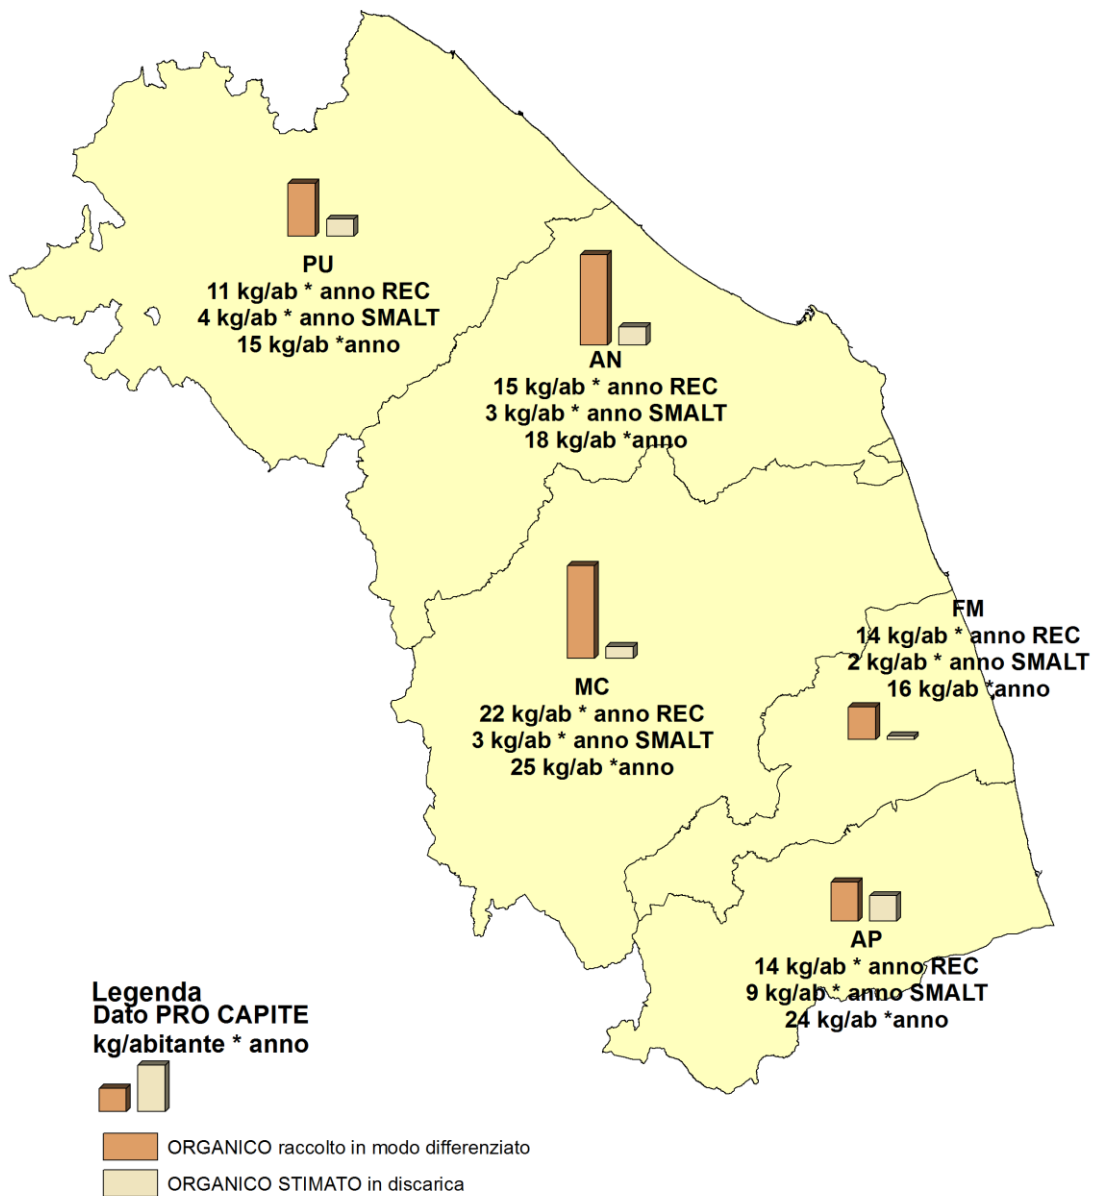 PU
11 kg/ab * anno REC
4 kg/ab * anno SMALT
15 kg/ab *anno
AN
15 kg/ab * anno REC
3 kg/ab * anno SMALT
18 kg/ab *anno
FM
14 kg/ab * anno REC
2 kg/ab * anno SMALT
16 kg/ab *anno
MC
22 kg/ab * anno REC
3 kg/ab * anno SMALT
25 kg/ab *anno
AP
14 kg/ab * anno REC
9 kg/ab * anno SMALT
24 kg/ab *anno
Legenda
Dato PRO CAPITE
kg/abitante * anno
ORGANICO raccolto in modo differenziato
ORGANICO STIMATO in discarica